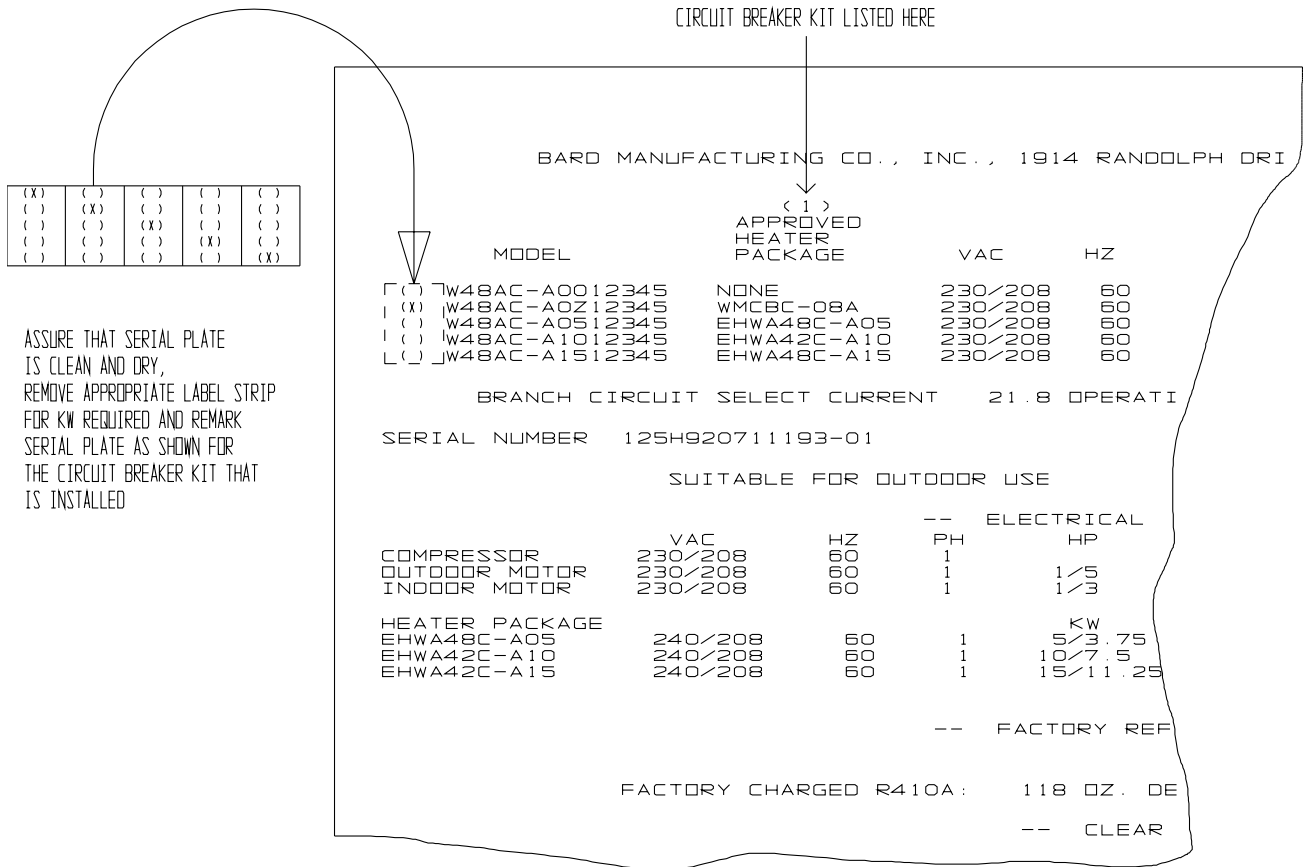 CIRCUIT BREAKER KIT LISTED HERE
BARD MANUFACTURING CO., INC., 1914 RANDOLPH DRI
(X) ( ) ( ) ( ) ( )
( ) (X) ( ) ( ) ( )
( ) ( ) (X) ( ) ( )
( ) ( ) ( ) (X) ( )
( ) ( ) ( ) ( ) (X)
( 1 )
APPROVED
HEATER
MODEL PACKAGE VAC HZ
( ) W48AC-A0012345 NONE 230/208 60
(X) W48AC-A0Z12345 WMCBC-08A 230/208 60
( ) W48AC-A0512345 EHWA48C-A05 230/208 60
( ) W48AC-A1012345 EHWA42C-A10 230/208 60
( ) W48AC-A1512345 EHWA48C-A15 230/208 60
ASSURE THAT SERIAL PLATE
IS CLEAN AND DRY,
REMOVE APPROPRIATE LABEL STRIP
FOR KW REQUIRED AND REMARK
SERIAL PLATE AS SHOWN FOR
THE CIRCUIT BREAKER KIT THAT
IS INSTALLED
BRANCH CIRCUIT SELECT CURRENT 21.8 OPERATI
SERIAL NUMBER 125H920711193-01
SUITABLE FOR OUTDOOR USE
-- ELECTRICAL
VAC HZ PH HP
COMPRESSOR 230/208 60 1
OUTDOOR MOTOR 230/208 60 1 1/5
INDOOR MOTOR 230/208 60 1 1/3
HEATER PACKAGE KW
EHWA48C-A05 240/208 60 1 5/3.75
EHWA42C-A10 240/208 60 1 10/7.5
EHWA42C-A15 240/208 60 1 15/11.25
-- FACTORY REF
FACTORY CHARGED R410A: 118 OZ. DE
-- CLEAR